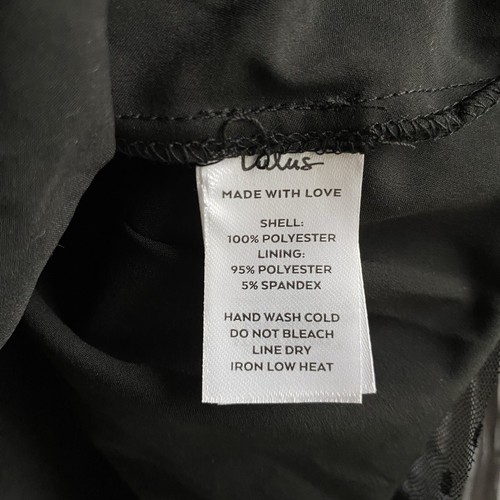 MADE WITH LOVE
SHELL:
100% POLYESTER
LINING:
95% POLYESTER
5% SPANDEX
HAND WASH COLD
DO NOT BLEACH
LINE DRY
IRON LOW HEAT